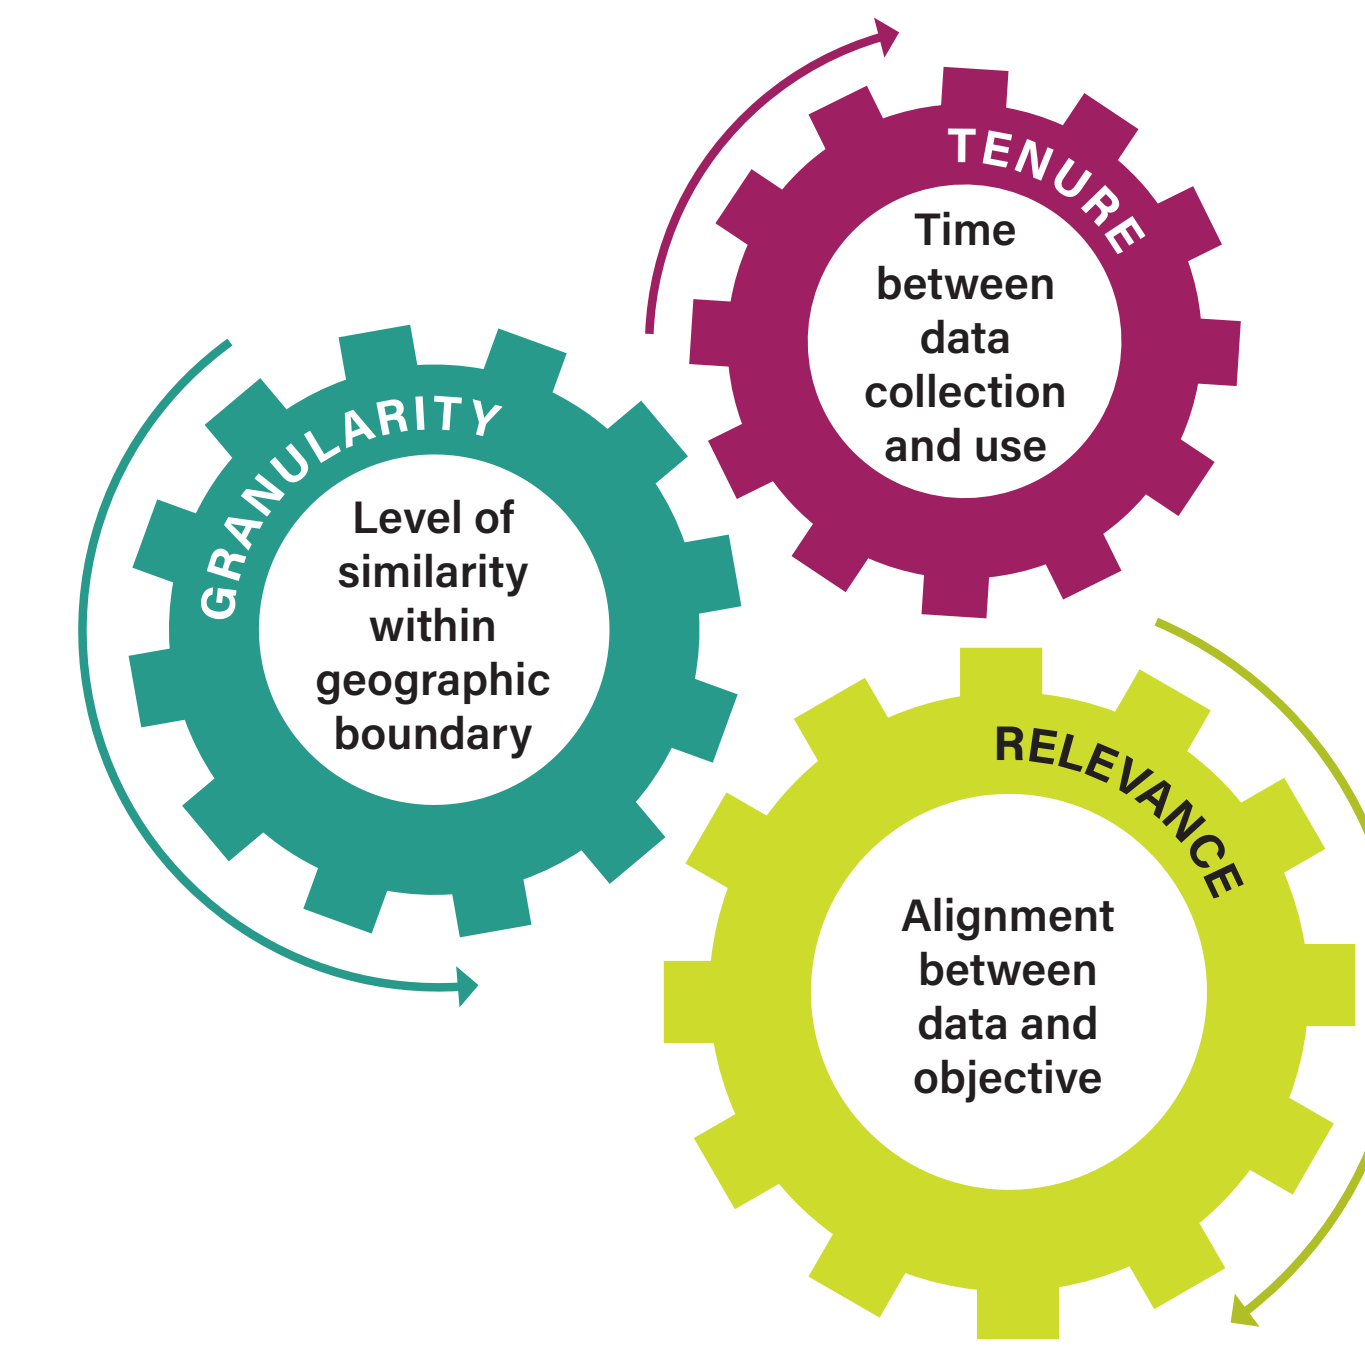 TENURE
Time
between
data
collection
and use
GRANULARITY
Level of
similarity
within
geographic
boundary
RELEVANCE
Alignment
between
data and
objective